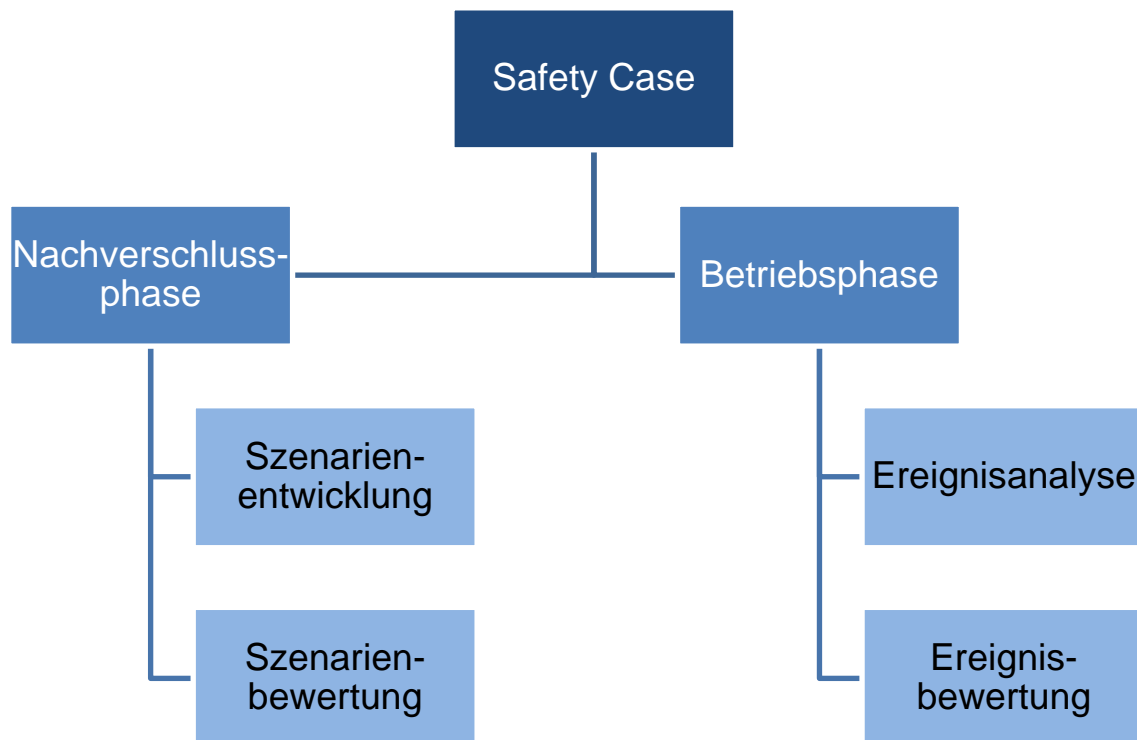 Safety Case
Nachverschluss-
phase
Betriebsphase
Szenarien-
entwicklung
Ereignisanalyse
Szenarien-
bewertung
Ereignis-
bewertung